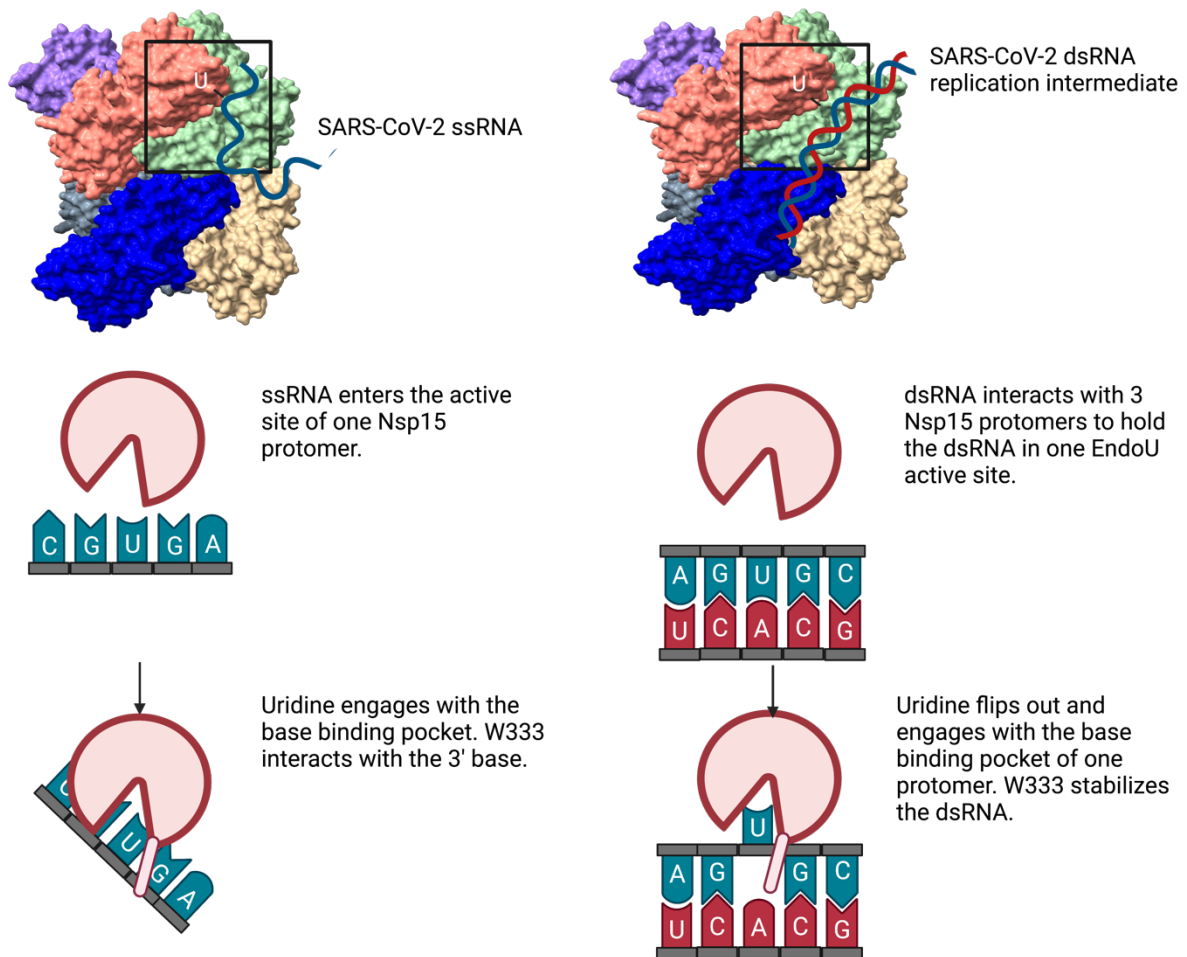 U
SARS-CoV-2 ssRNA
ssRNA enters the active
site of one Nsp15
protomer.
C G U G A
Uridine engages with the
base binding pocket. W333
interacts with the 3' base.
U G A
U
SARS-CoV-2 dsRNA
replication intermediate
dsRNA interacts with 3
Nsp15 protomers to hold
the dsRNA in one EndoU
active site.
A G U G C
U C A C G
Uridine flips out and
engages with the base
binding pocket of one
protomer. W333 stabilizes
the dsRNA.
U
A G G C
U C A C G